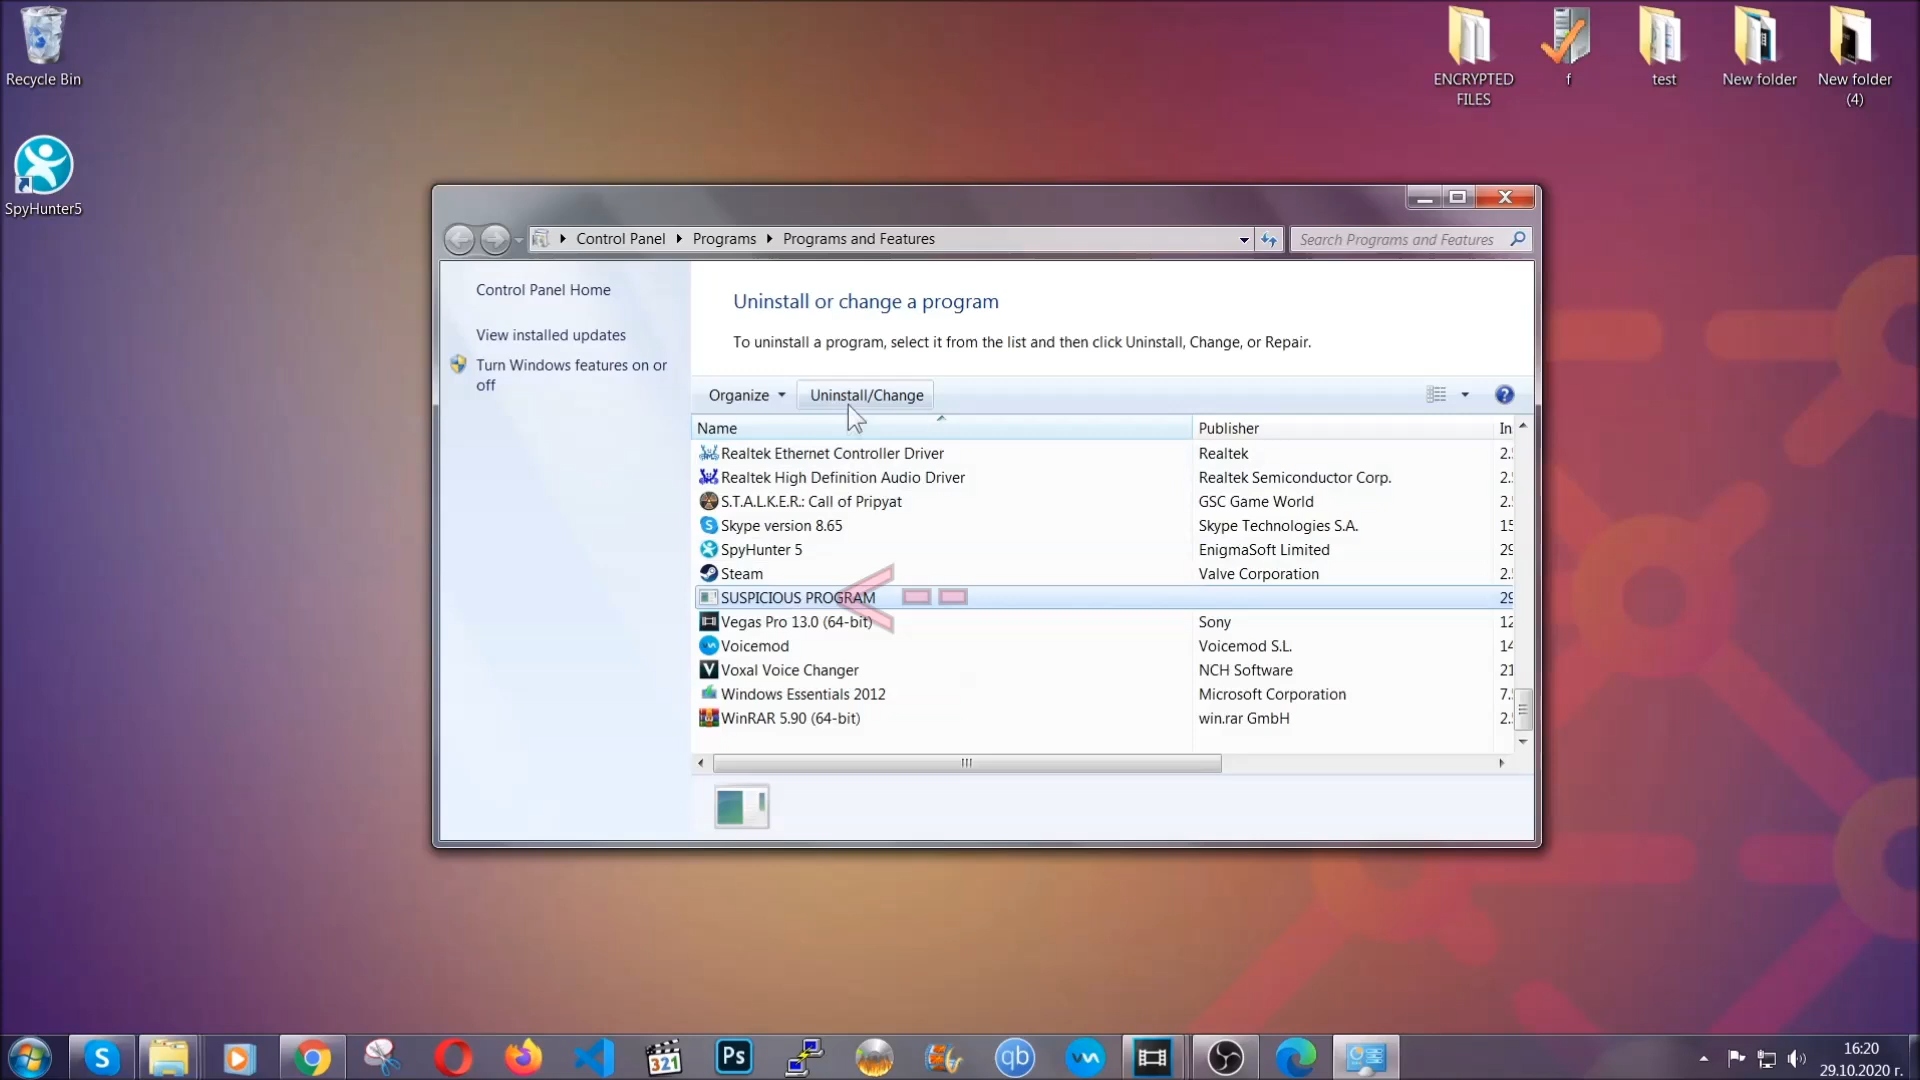 Recycle Bin
SpyHunter5
ENCRYPTED
FILES
f
test
New folder
New folder
(4)
Control Panel
Programs
Programs and Features
Search Programs and Features
Control Panel Home
View installed updates
Turn Windows features on or
off
Uninstall or change a program
To uninstall a program, select it from the list and then click Uninstall, Change, or Repair.
Organize
Uninstall/Change
Name Publisher In
Realtek Ethernet Controller Driver Realtek 2.
Realtek High Definition Audio Driver Realtek Semiconductor Corp. 2.
S.T.A.L.K.E.R.: Call of Pripyat GSC Game World 2.
Skype version 8.65 Skype Technologies S.A. 15
SpyHunter 5 EnigmaSoft Limited 29
Steam Valve Corporation 2.
SUSPICIOUS PROGRAM 29
Vegas Pro 13.0 (64-bit) Sony 12
Voicemod Voicemod S.L. 14
Voxal Voice Changer NCH Software 21
Windows Essentials 2012 Microsoft Corporation 7.
WinRAR 5.90 (64-bit) win.rar GmbH 2.
321
Ps
qb
16:20
29.10.2020 г.